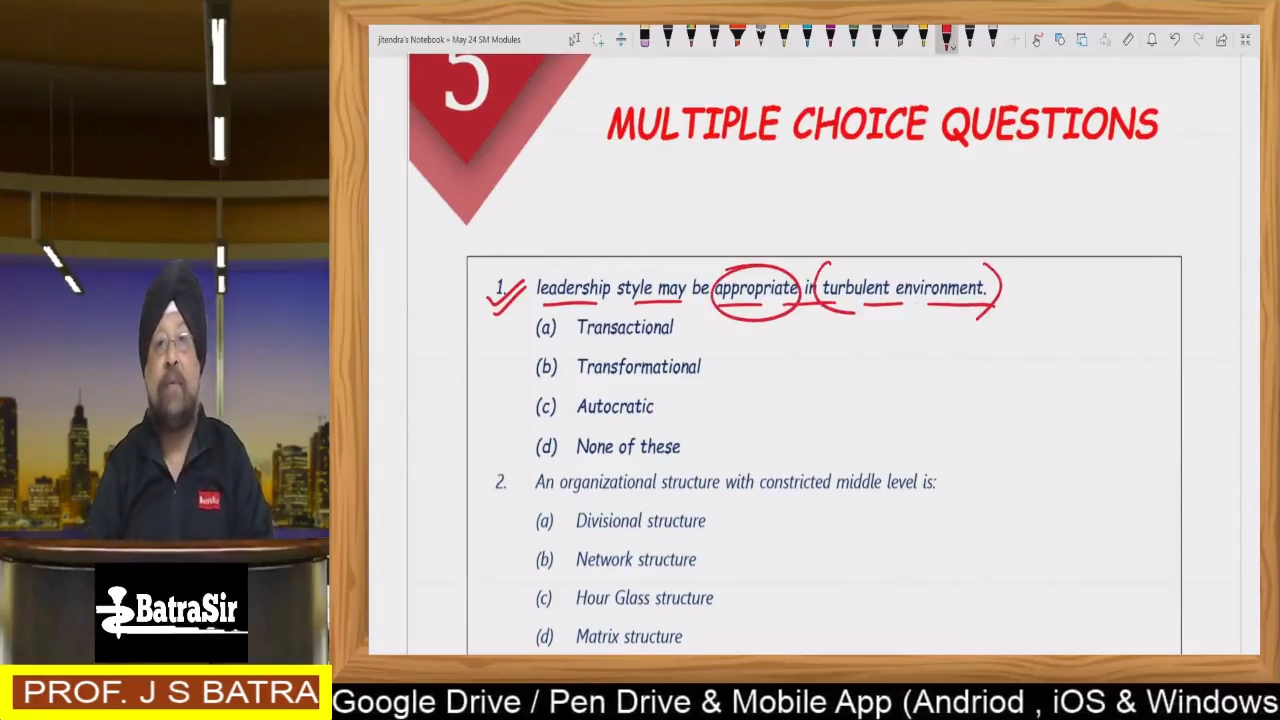 jitendra's Notebook » May 24 SM Modules
5
MULTIPLE CHOICE QUESTIONS
1. leadership style may be appropriate in turbulent environment.
(a) Transactional
(b) Transformational
(c) Autocratic
(d) None of these
2. An organizational structure with constricted middle level is:
(a) Divisional structure
(b) Network structure
(c) Hour Glass structure
(d) Matrix structure
BatraSir
PROF. J S BATRA
Google Drive / Pen Drive & Mobile App (Andriod , iOS & Windows